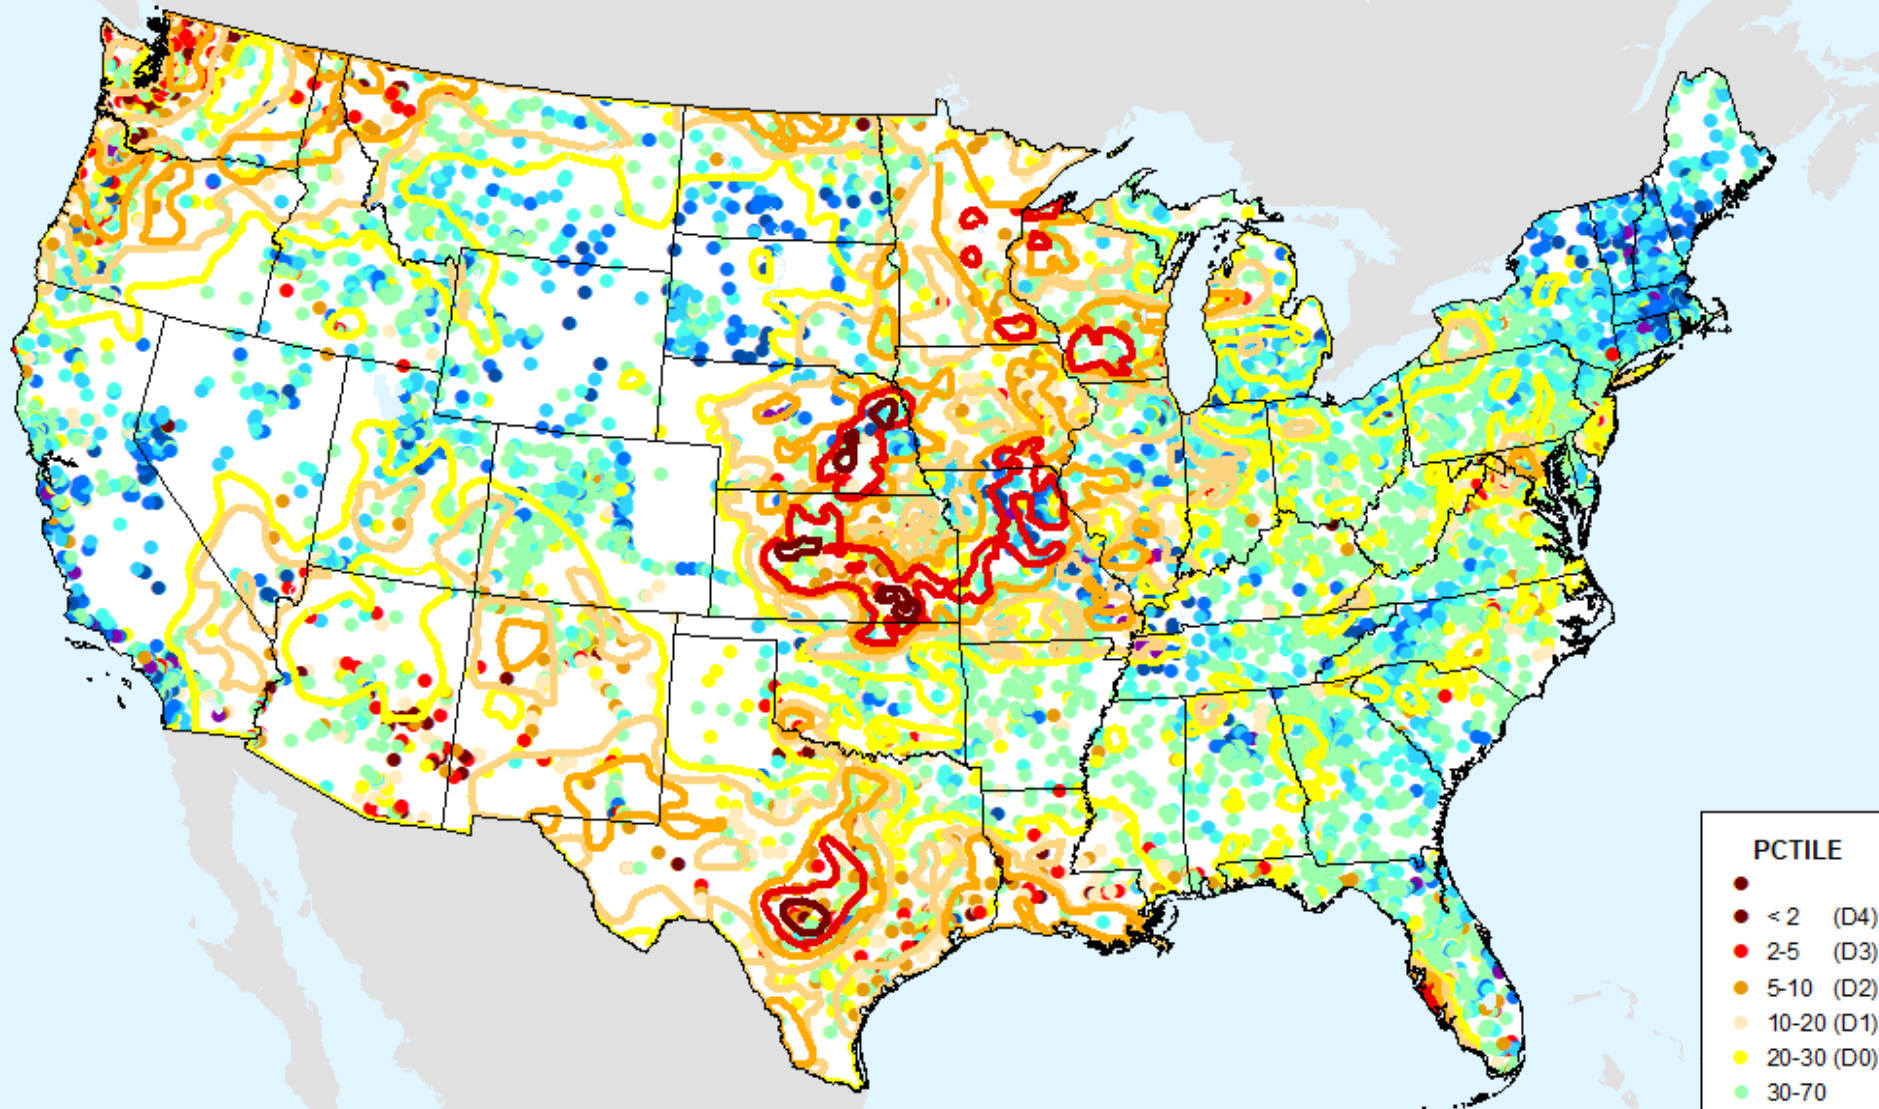 PCTILE
< 2 (D4)
2-5 (D3)
5-10 (D2)
10-20 (D1)
20-30 (D0)
30-70